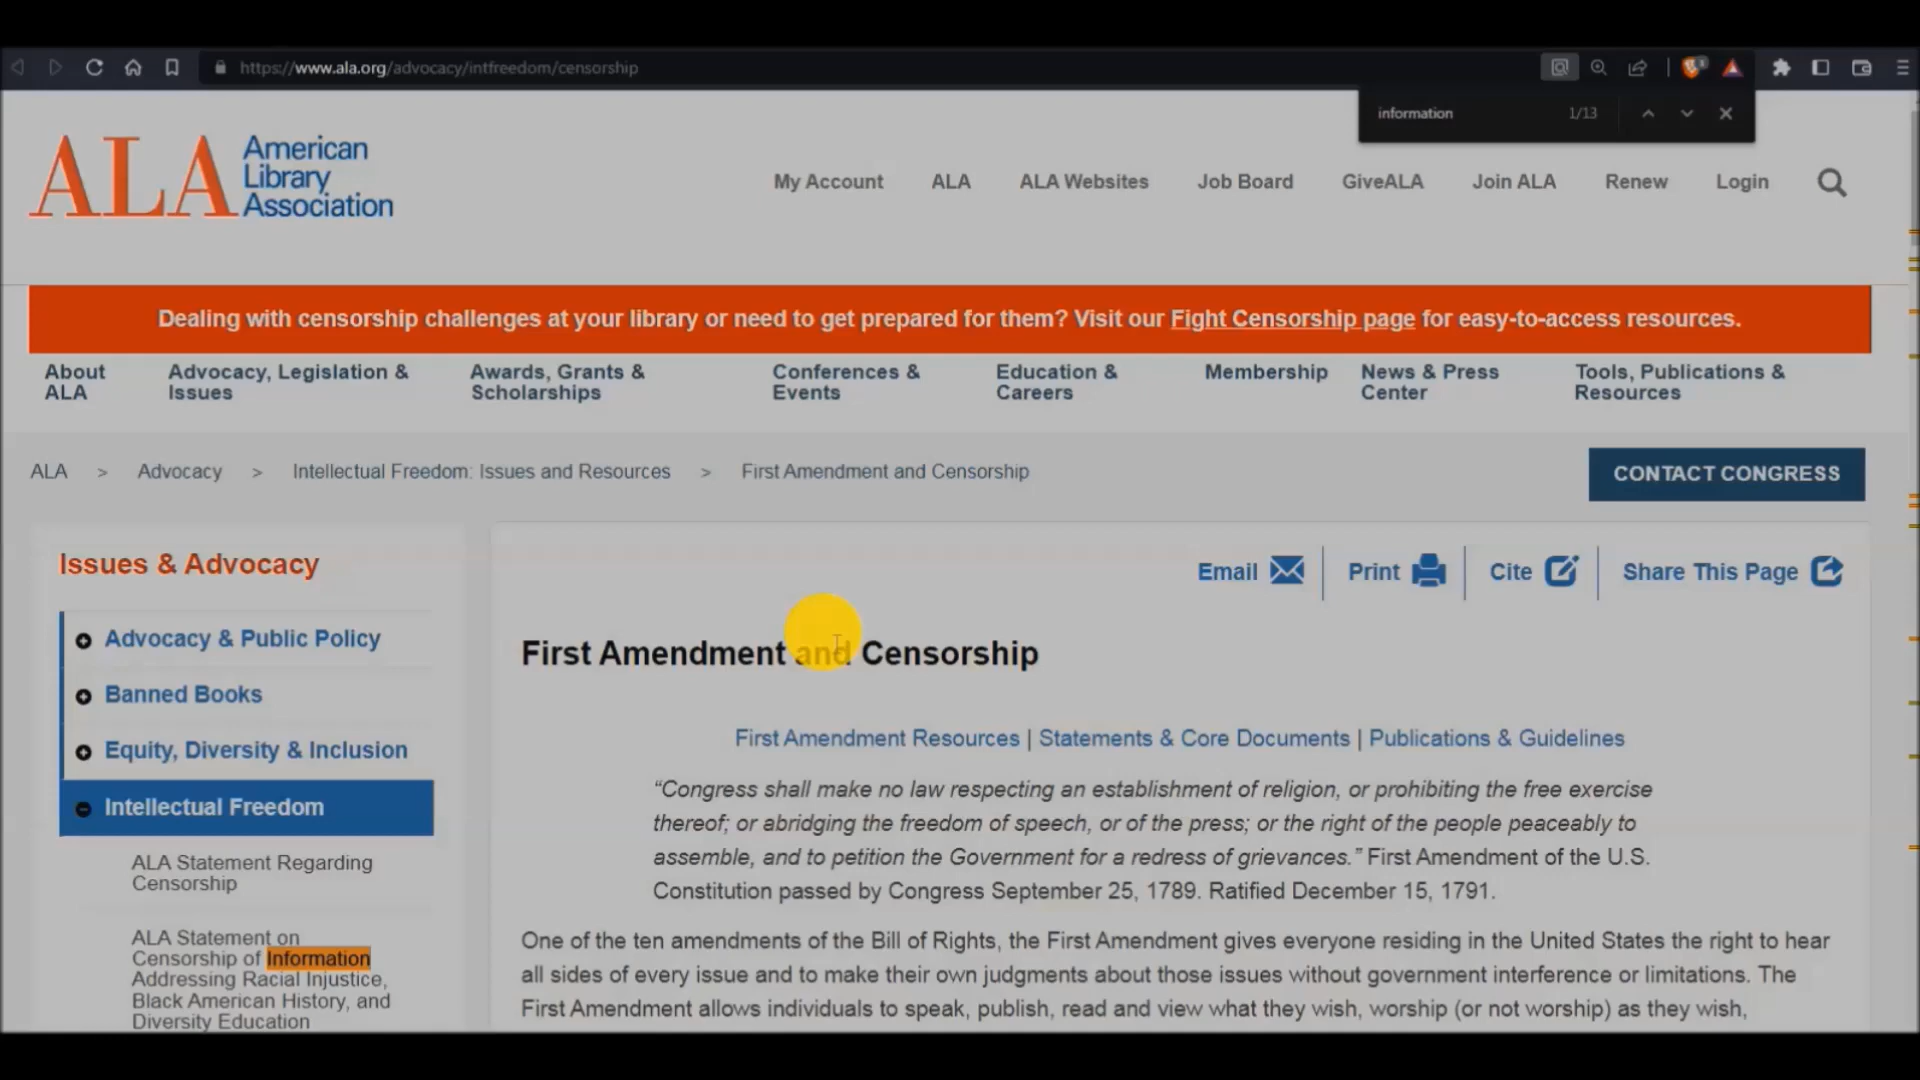 https://www.ala.org/advocacy/intfreedom/censorship
information 1/13
ALA American
Library
Association
My Account ALA ALA Websites Job Board GiveALA Join ALA Renew Login
Dealing with censorship challenges at your library or need to get prepared for them? Visit our Fight Censorship page for easy-to-access resources.
About
ALA
Advocacy, Legislation &
Issues
Awards, Grants &
Scholarships
Conferences &
Events
Education &
Careers
Membership
News & Press
Center
Tools, Publications &
Resources
ALA > Advocacy > Intellectual Freedom: Issues and Resources > First Amendment and Censorship
CONTACT CONGRESS
Issues & Advocacy
Advocacy & Public Policy
Banned Books
Equity, Diversity & Inclusion
Intellectual Freedom
ALA Statement Regarding
Censorship
ALA Statement on
Censorship of Information
Addressing Racial Injustice,
Black American History, and
Diversity Education
Email Print Cite Share This Page
First Amendment and Censorship
First Amendment Resources | Statements & Core Documents | Publications & Guidelines
“Congress shall make no law respecting an establishment of religion, or prohibiting the free exercise
thereof; or abridging the freedom of speech, or of the press; or the right of the people peaceably to
assemble, and to petition the Government for a redress of grievances.” First Amendment of the U.S.
Constitution passed by Congress September 25, 1789. Ratified December 15, 1791.
One of the ten amendments of the Bill of Rights, the First Amendment gives everyone residing in the United States the right to hear
all sides of every issue and to make their own judgments about those issues without government interference or limitations. The
First Amendment allows individuals to speak, publish, read and view what they wish, worship (or not worship) as they wish,